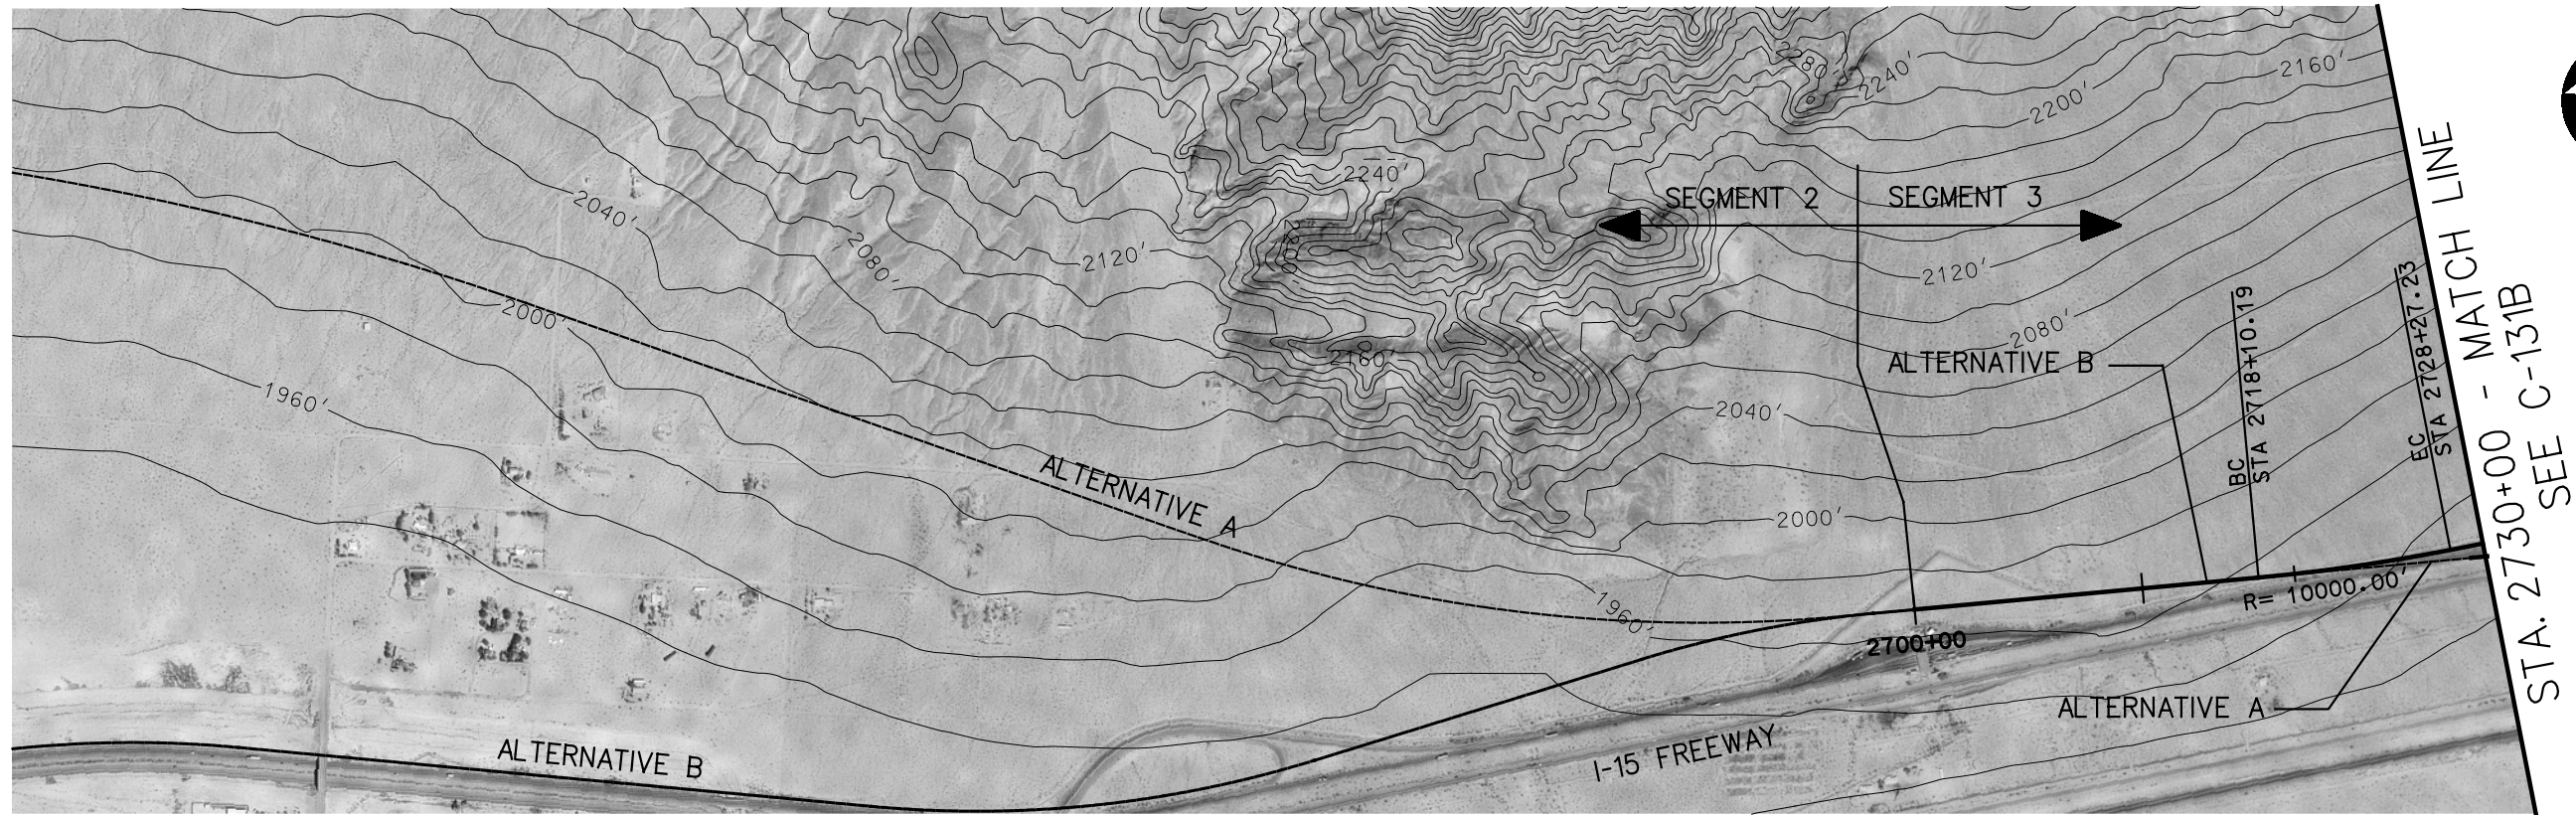 280
2240'
2160'
2200'
2240'
2040'
SEGMENT 2
SEGMENT 3
2080'
2120'
2120'
2000'
2080'
2160'
ALTERNATIVE B
1960'
2040'
BC
STA 2718+10.19
EC
STA 2728+27.23
STA. 2730+00 - MATCH LINE
SEE C-131B
ALTERNATIVE A
2000'
1960'
R= 10000.00'
2700+00
ALTERNATIVE A
ALTERNATIVE B
I-15 FREEWAY